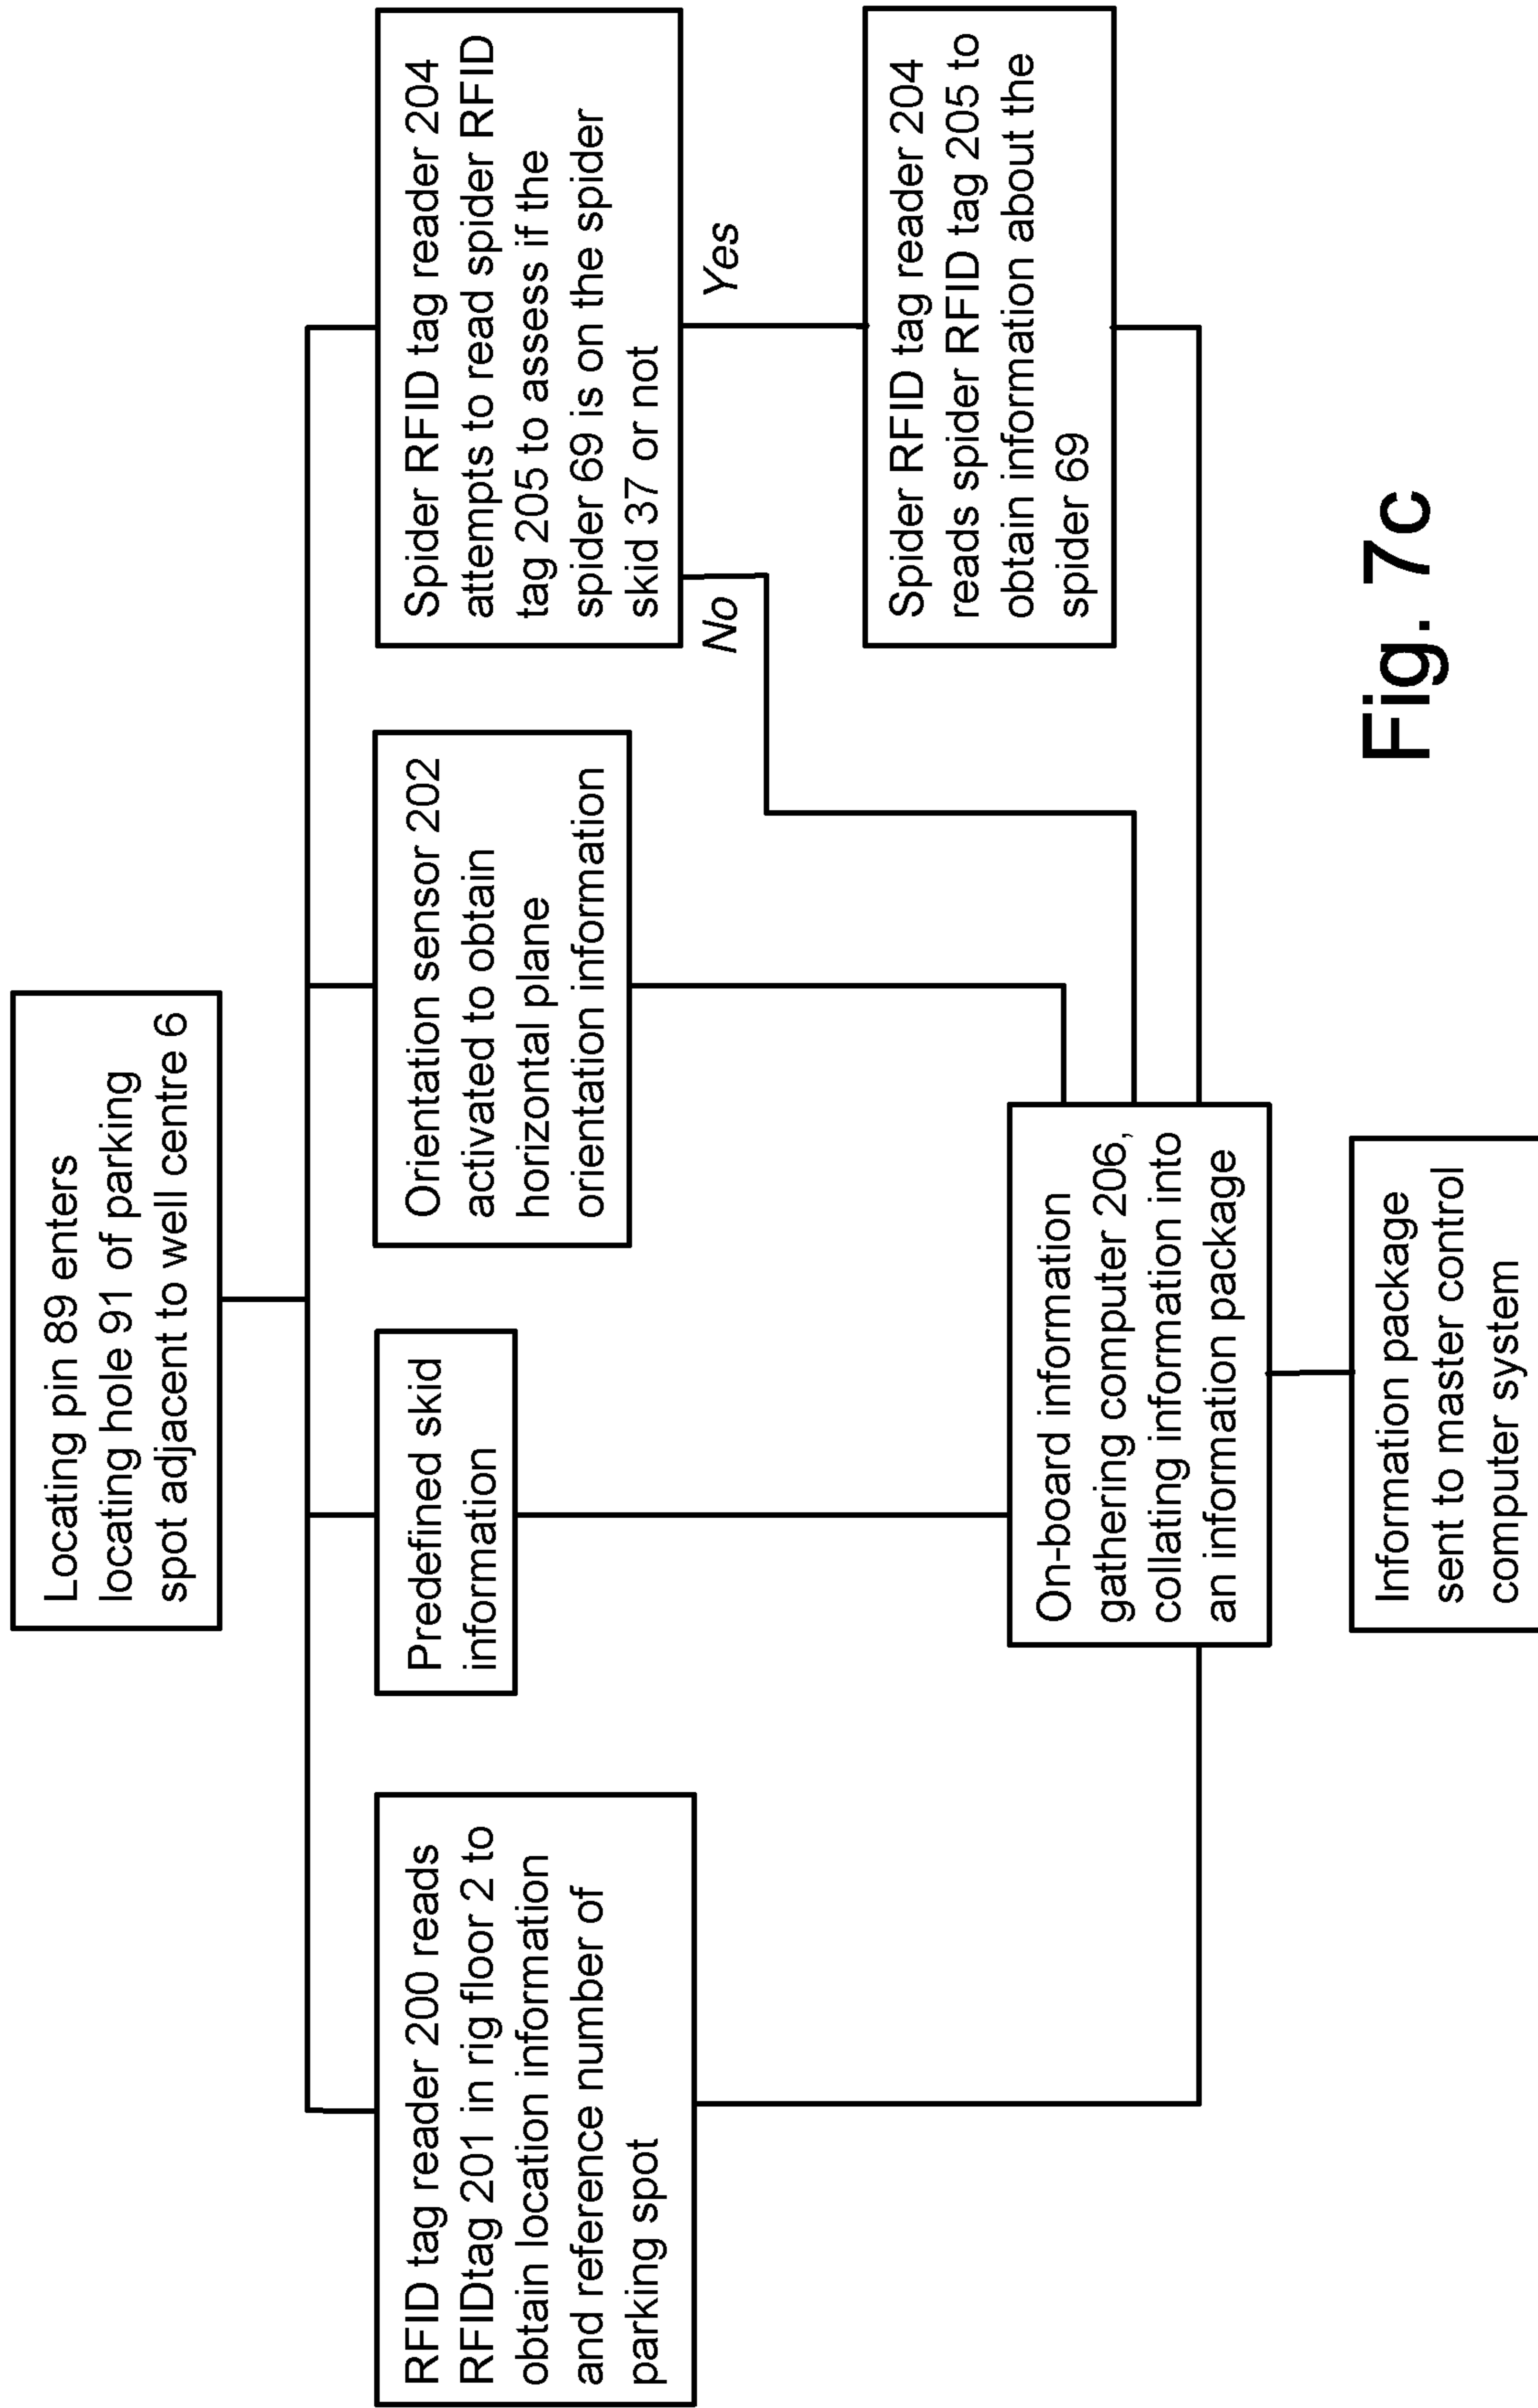 Locating pin 89 enters
locating hole 91 of parking
spot adjacent to well centre 6
RFID tag reader 200 reads
RFIDtag 201 in rig floor 2 to
obtain location information
and reference number of
parking spot
Predefined skid
information
Orientation sensor 202
activated to obtain
horizontal plane
orientation information
Spider RFID tag reader 204
attempts to read spider RFID
tag 205 to assess if the
spider 69 is on the spider
skid 37 or not
No
Yes
Spider RFID tag reader 204
reads spider RFID tag 205 to
obtain information about the
spider 69
On-board information
gathering computer 206,
collating information into
an information package
Information package
sent to master control
computer system
Fig. 7c